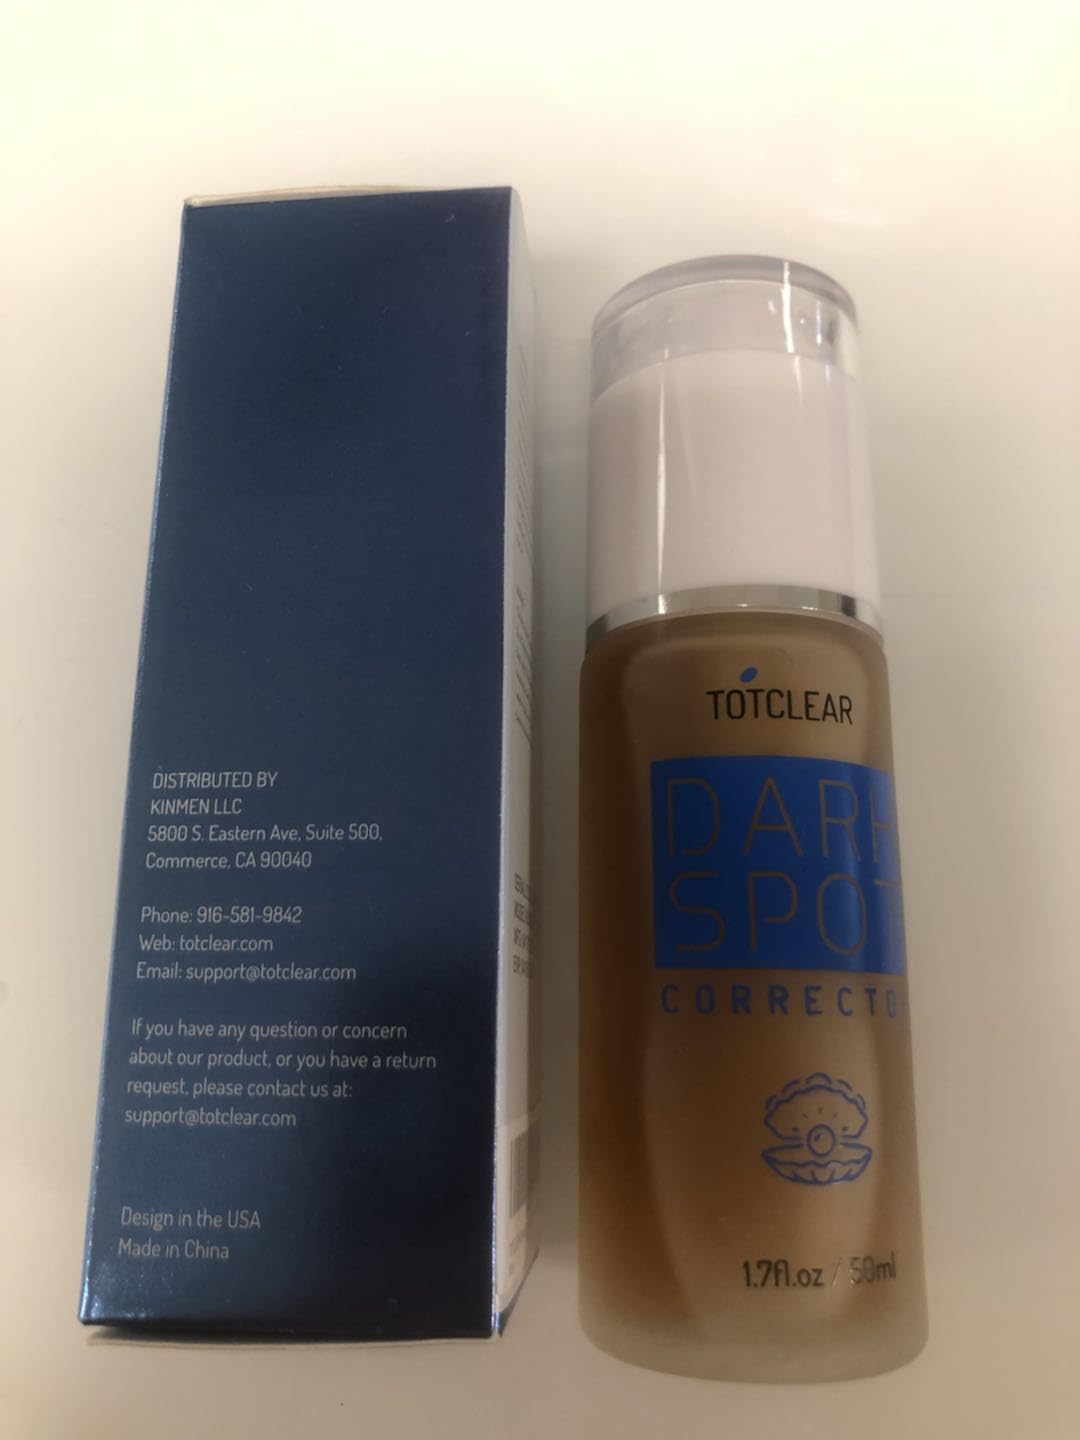 DISTRIBUTED BY
KINMEN LLC
5800 S. Eastern Ave, Suite 500,
Commerce, CA 90040
Phone: 916-581-9842
Web: totclear.com
Email: support@totclear.com
If you have any question or concern
about our product, or you have a return
request, please contact us at:
support@totclear.com
Design in the USA
Made in China
TOTCLEAR
DARK
SPOT
CORRECTO
1.7fl.oz / 50ml